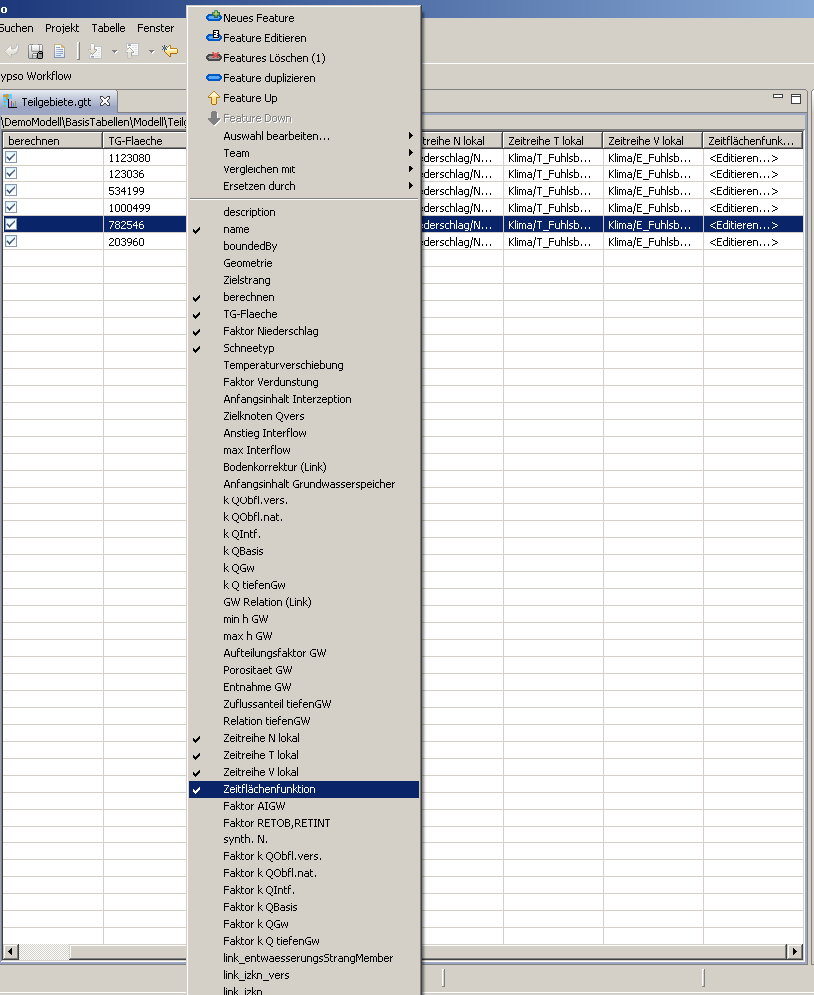 o
Suchen Projekt Tabelle Fenster
ypso Workflow
Teilgebiete.gtt
\DemoModell\BasisTabellen\Modell\Teilg
berechnen TG-Flaeche
1123080
123036
534199
1000499
782546
203960
Neues Feature
Feature Editieren
Features Löschen (1)
Feature duplizieren
Feature Up
Feature Down
Auswahl bearbeiten...
Team
Vergleichen mit
Ersetzen durch
description
name
boundedBy
Geometrie
Zielstrang
berechnen
TG-Flaeche
Faktor Niederschlag
Schneetyp
Temperaturverschiebung
Faktor Verdunstung
Anfangsinhalt Interzeption
Zielknoten Qvers
Anstieg Interflow
max Interflow
Bodenkorrektur (Link)
Anfangsinhalt Grundwasserspeicher
k QObfl.vers.
k QObfl.nat.
k QIntf.
k QBasis
k QGw
k Q tiefenGw
GW Relation (Link)
min h GW
max h GW
Aufteilungsfaktor GW
Porositaet GW
Entnahme GW
Zuflussanteil tiefenGW
Relation tiefenGW
Zeitreihe N lokal
Zeitreihe T lokal
Zeitreihe V lokal
Zeitflächenfunktion
Faktor AIGW
Faktor RETOB,RETINT
synth. N.
Faktor k QObfl.vers.
Faktor k QObfl.nat.
Faktor k QIntf.
Faktor k QBasis
Faktor k QGw
Faktor k Q tiefenGw
link_entwaesserungsStrangMember
link_izkn_vers
link_izkn
treihe N lokal Zeitreihe T lokal Zeitreihe V lokal Zeitflächenfunk...
ederschlag/N... Klima/T_Fuhlsb... Klima/E_Fuhlsb... <Editieren...>
ederschlag/N... Klima/T_Fuhlsb... Klima/E_Fuhlsb... <Editieren...>
ederschlag/N... Klima/T_Fuhlsb... Klima/E_Fuhlsb... <Editieren...>
ederschlag/N... Klima/T_Fuhlsb... Klima/E_Fuhlsb... <Editieren...>
ederschlag/N... Klima/T_Fuhlsb... Klima/E_Fuhlsb... <Editieren...>
ederschlag/N... Klima/T_Fuhlsb... Klima/E_Fuhlsb... <Editieren...>